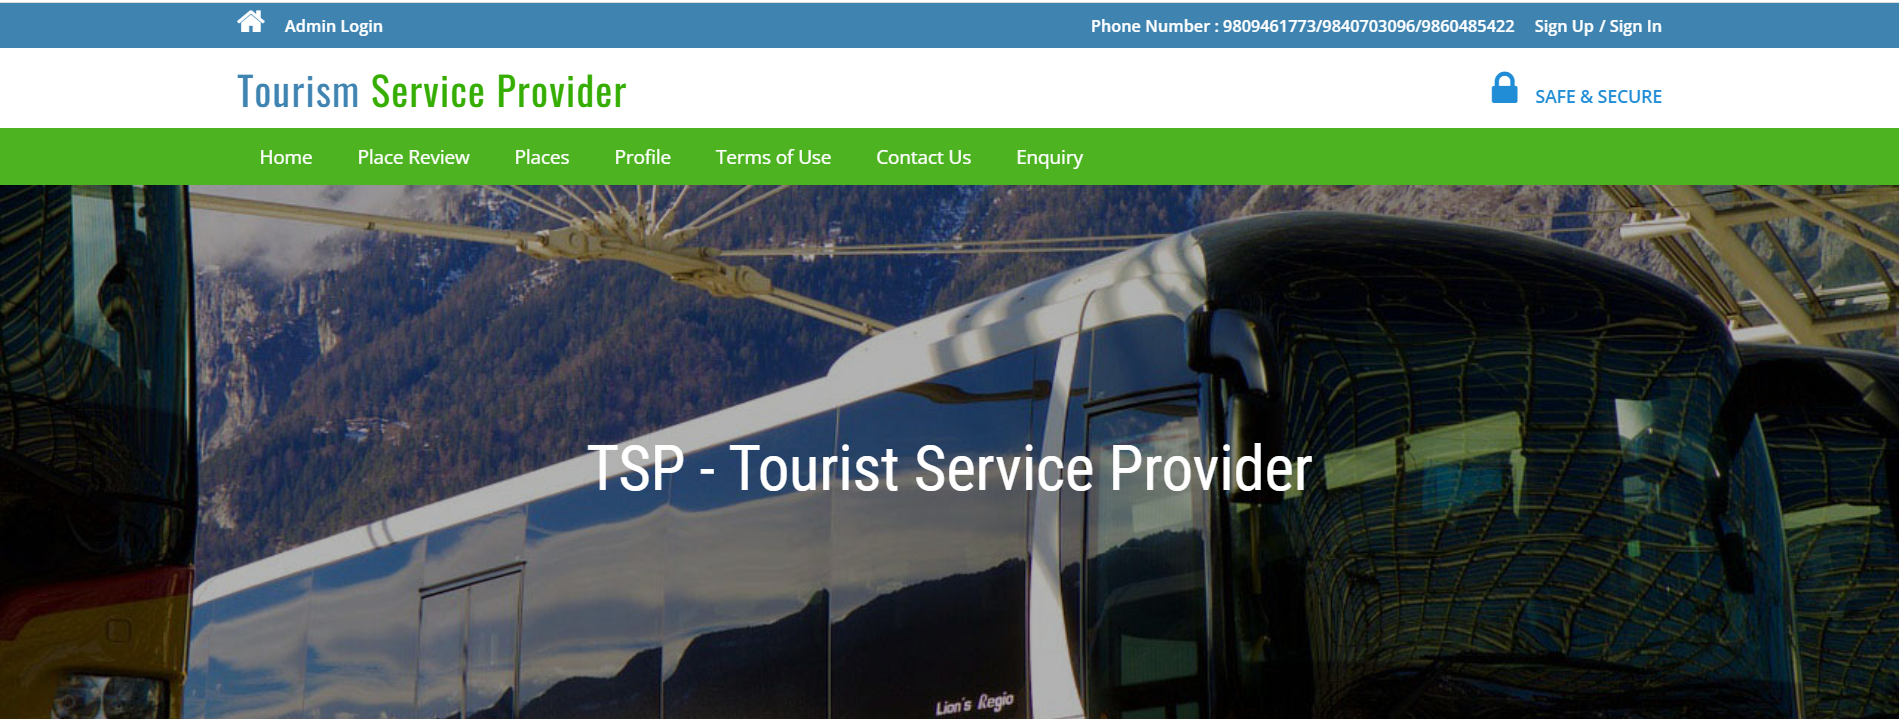 Admin Login
Phone Number : 9809461773/9840703096/9860485422 Sign Up / Sign In
Tourism Service Provider
SAFE & SECURE
Home Place Review Places Profile Terms of Use Contact Us Enquiry
TSP - Tourist Service Provider
Lion's Regio